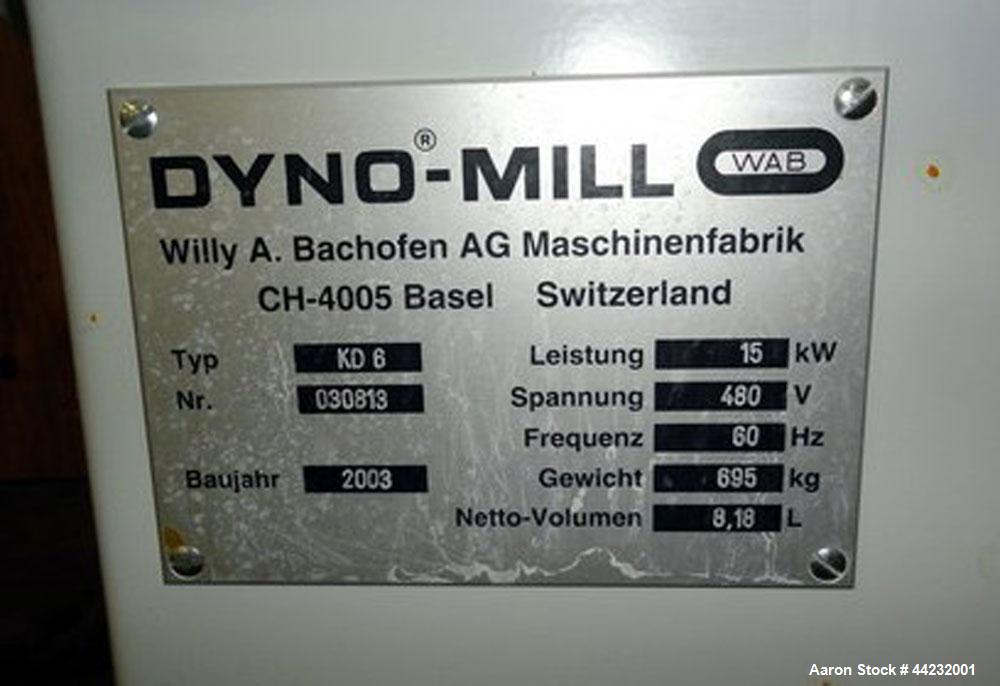 DYNO®-MILL WAB
Willy A. Bachofen AG Maschinenfabrik
CH-4005 Basel Switzerland
Typ KD 6 Leistung 15 kW
Nr. 030813 Spannung 480 V
Frequenz 60 Hz
Baujahr 2003 Gewicht 695 kg
Netto-Volumen 8,18 L
Aaron Stock # 44232001